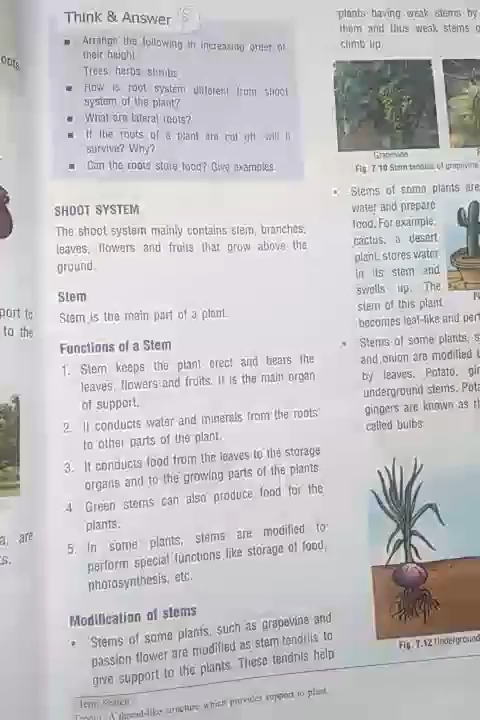 Think & Answer
Arrange the following in increasing order of
their height.
Trees, herbs, shrubs
How is root system different from shoot
system of the plant?
What are lateral roots?
If the roots of a plant are cut off will it
survive? Why?
Can the roots store food? Give examples.
SHOOT SYSTEM
The shoot system mainly contains stem, branches,
leaves, flowers and fruits that grow above the
ground.
Stem
Stem is the main part of a plant.
Functions of a Stem
1. Stem keeps the plant erect and bears the
leaves, flowers and fruits. It is the main organ
of support.
2. It conducts water and minerals from the roots
to other parts of the plant.
3. It conducts food from the leaves to the storage
organs and to the growing parts of the plants.
4. Green stems can also produce food for the
plants.
5. In some plants, stems are modified to
perform special functions like storage of food,
photosynthesis, etc.
Modification of stems
• Stems of some plants, such as grapevine and
passion flower are modified as stem tendrils to
give support to the plants. These tendrils help
A thread-like structure which provides support to plant.
plants having weak stems by
them and thus weak stems
climb up.
Grapevine
Fig. 7.10 Stem tendrils of grapevine
• Stems of some plants are
water and prepare
food. For example,
cactus, a desert
plant, stores water
in its stem and
swells up. The
stem of this plant
becomes leaf-like and
• Stems of some plants,
and onion are modified
by leaves. Potato,
underground stems.
gingers are known as
called bulbs.
Fig. 7.12 Underground
to the
are